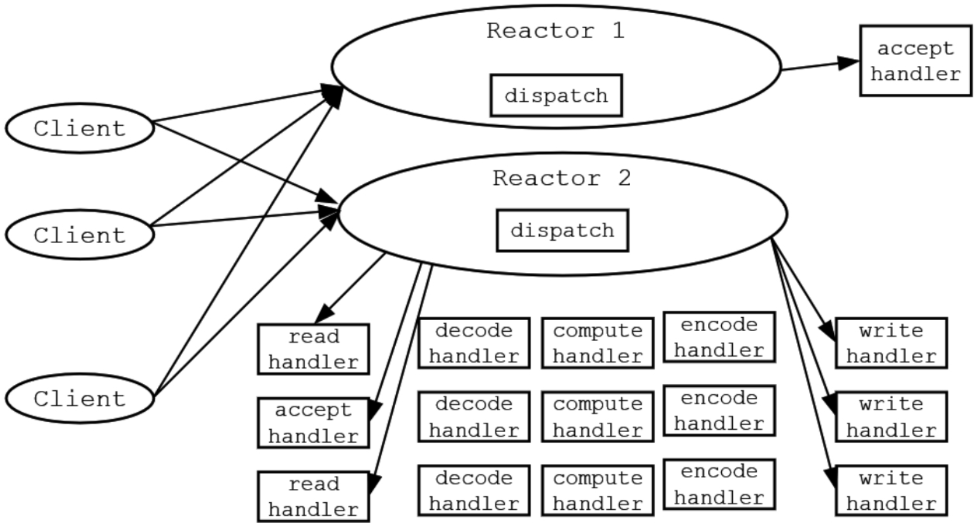 Reactor 1
dispatch
accept
handler
Client
Client
Client
Reactor 2
dispatch
read
handler
decode
handler
compute
handler
encode
handler
write
handler
accept
handler
decode
handler
compute
handler
encode
handler
write
handler
read
handler
decode
handler
compute
handler
encode
handler
write
handler